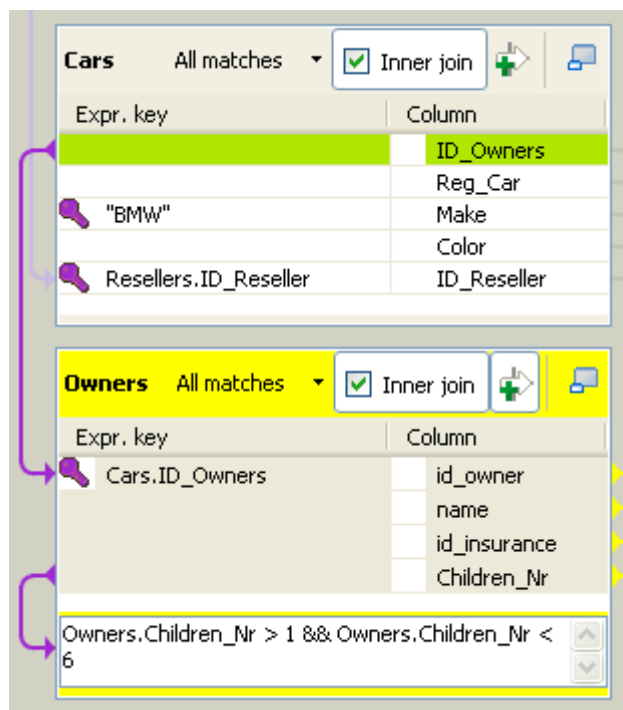 Cars All matches Inner join
Expr. key Column
ID_Owners
Reg_Car
"BMW" Make
Color
Resellers.ID_Reseller ID_Reseller
Owners All matches Inner join
Expr. key Column
Cars.ID_Owners id_owner
name
id_insurance
Children_Nr
Owners.Children_Nr > 1 && Owners.Children_Nr <
6